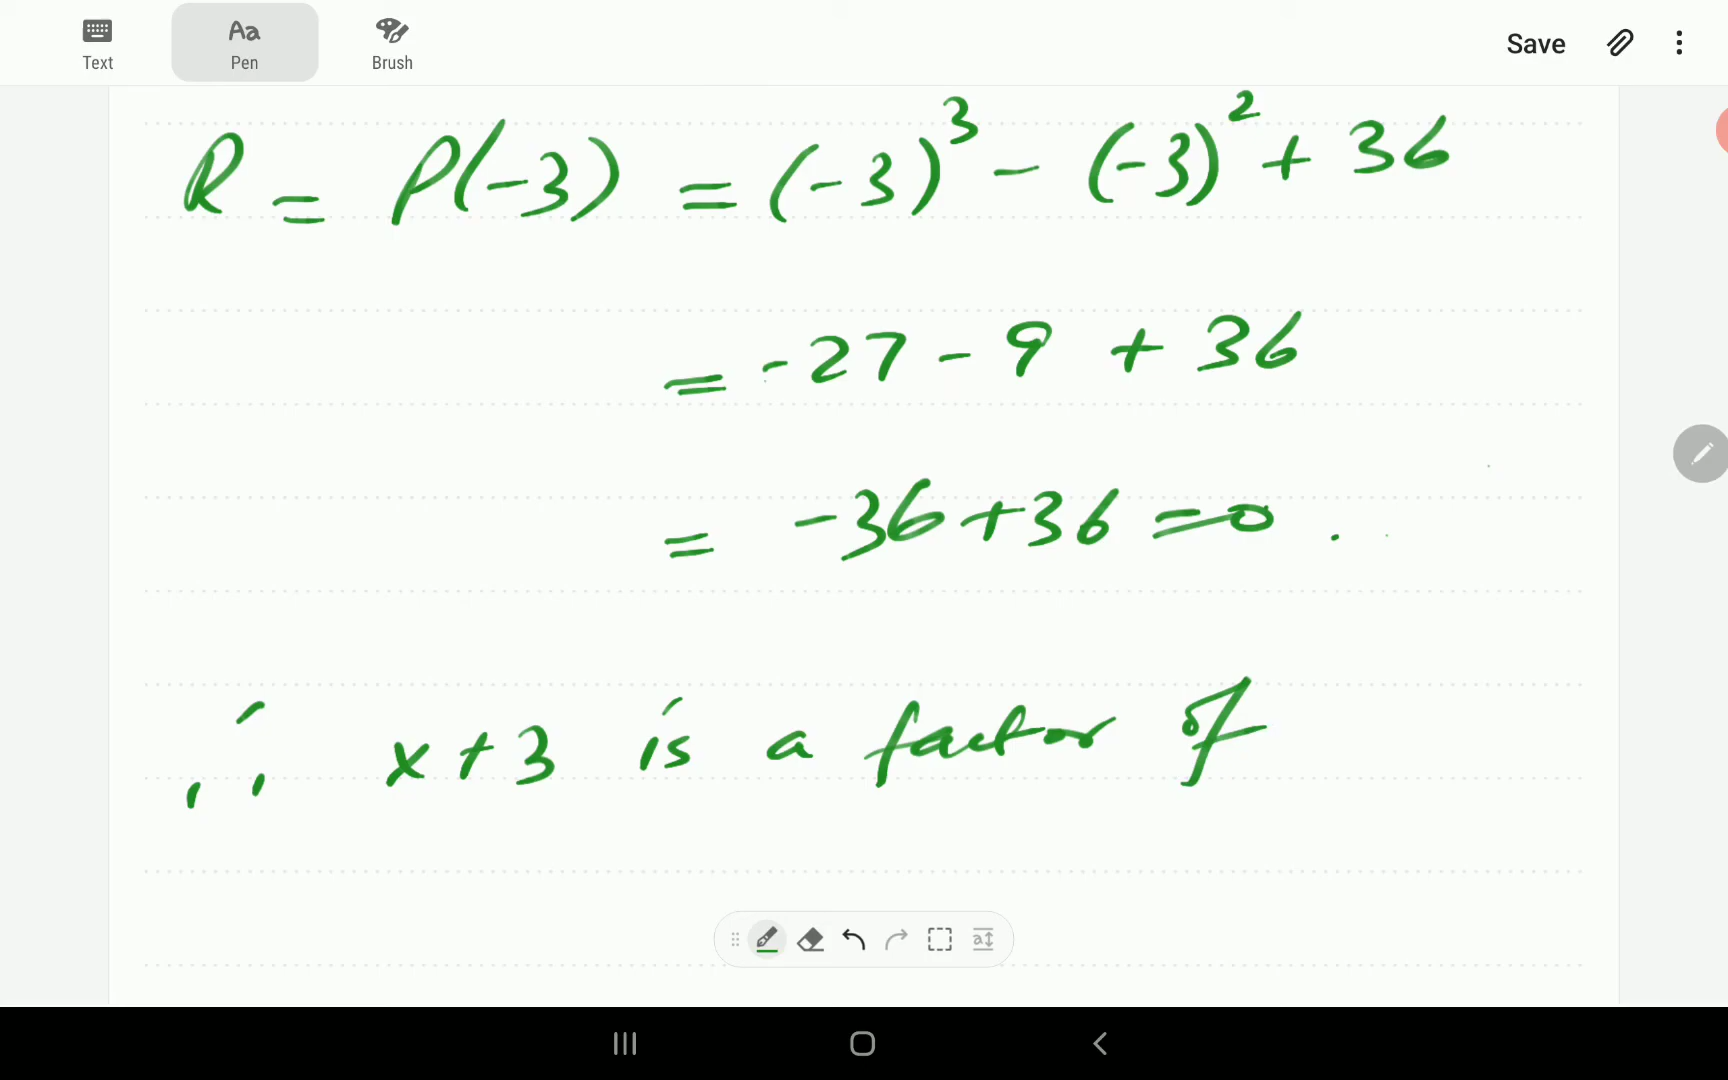 Text Aa Pen Brush Save
R = P(-3) = (-3)³ - (-3)² + 36
= -27 - 9 + 36
= -36 + 36 = 0 .
∴ x + 3 is a factor of